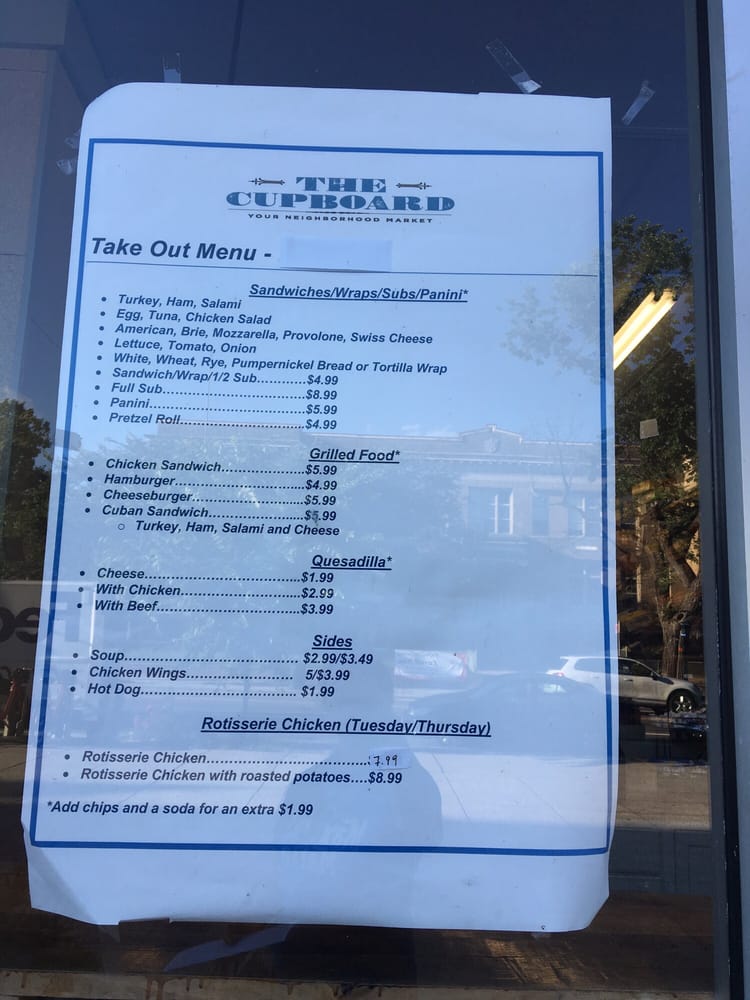 THE
CUPBOARD
YOUR NEIGHBORHOOD MARKET
Take Out Menu -
Sandwiches/Wraps/Subs/Panini*
• Turkey, Ham, Salami
• Egg, Tuna, Chicken Salad
• American, Brie, Mozzarella, Provolone, Swiss Cheese
• Lettuce, Tomato, Onion
• White, Wheat, Rye, Pumpernickel Bread or Tortilla Wrap
• Sandwich/Wrap/1/2 Sub............$4.99
• Full Sub....................................$8.99
• Panini.......................................$5.99
• Pretzel Roll...............................$4.99
Grilled Food*
• Chicken Sandwich.....................$5.99
• Hamburger................................$4.99
• Cheeseburger............................$5.99
• Cuban Sandwich........................$5.99
o Turkey, Ham, Salami and Cheese
Quesadilla*
• Cheese.......................................$1.99
• With Chicken..............................$2.99
• With Beef....................................$3.99
Sides
• Soup............................................ $2.99/$3.49
• Chicken Wings........................... 5/$3.99
• Hot Dog....................................... $1.99
Rotisserie Chicken (Tuesday/Thursday)
• Rotisserie Chicken.......................................7.99
• Rotisserie Chicken with roasted potatoes....$8.99
*Add chips and a soda for an extra $1.99